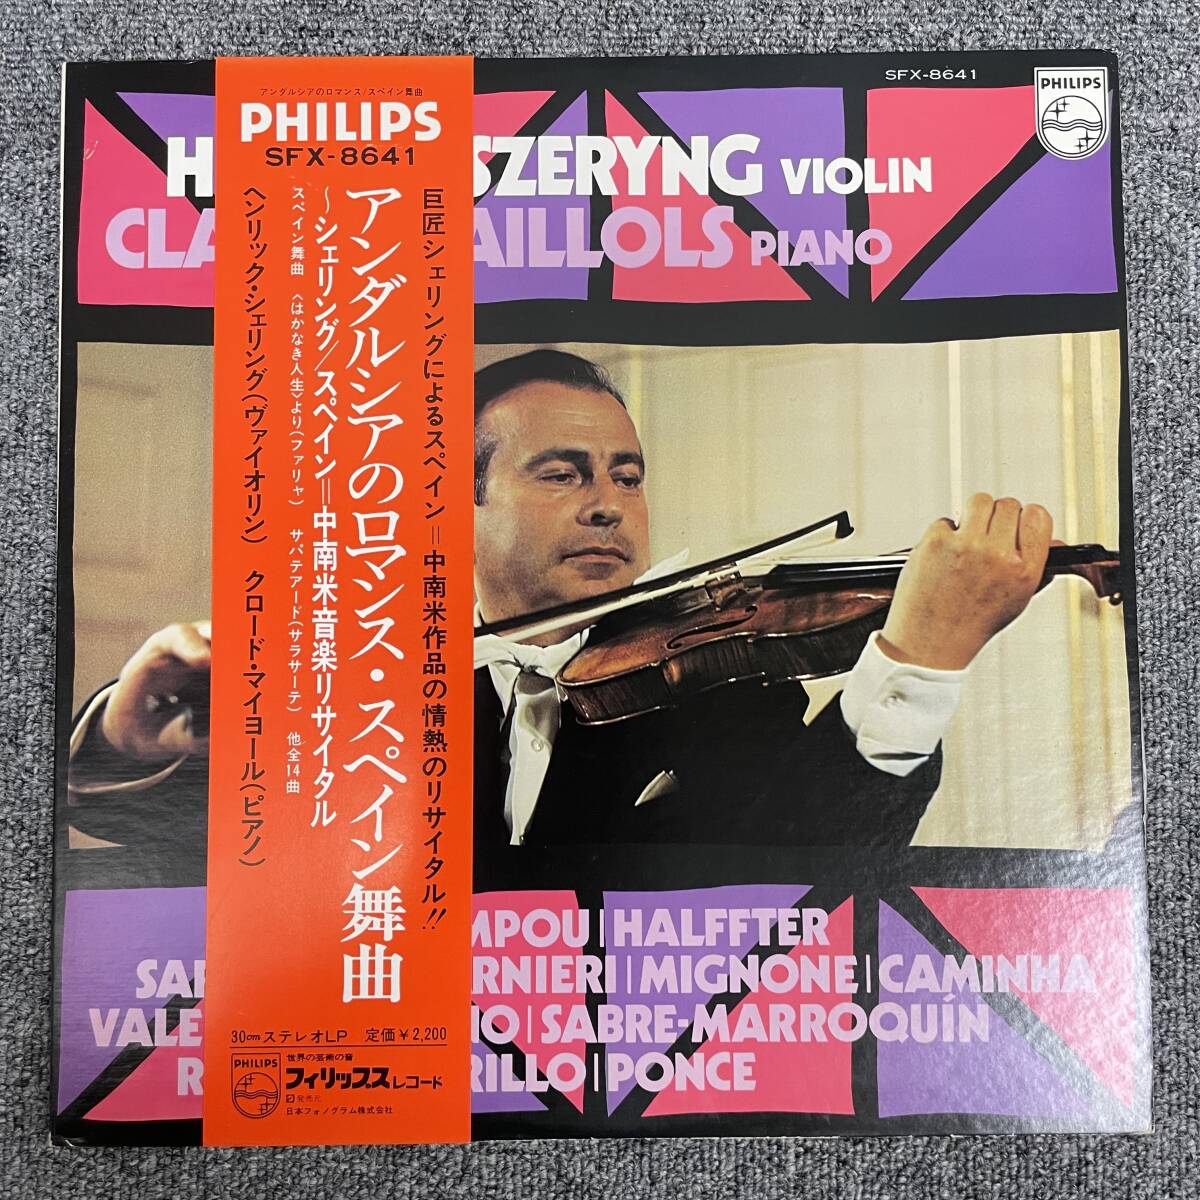 SFX-8641
PHILIPS
H
SZERYNG VIOLIN
CLA
AILLOLS PIANO
アンダルシアのロマンス/スペイン舞曲
PHILIPS
SFX-8641
巨匠シェリングによるスペイン＝中南米作品の情熱のリサイタル!!
アンダルシアのロマンス・スペイン舞曲
〜シェリング/スペイン＝中南米音楽リサイタル
スペイン舞曲〈はかなき人生〉より(ファリャ) サパテアード(サラサーテ) 他全14曲
ヘンリック・シェリング(ヴァイオリン) クロード・マイヨール(ピアノ)
30cmステレオLP 定価￥2,200
PHILIPS
世界の芸術の音
フィリップスレコード
発売元
日本フォノグラム株式会社
MPOU|HALFFTER
SAR
RNIERI|MIGNONE|CAMINHA
VALE
NO|SABRE-MARROQUÍN
R
RILLO|PONCE